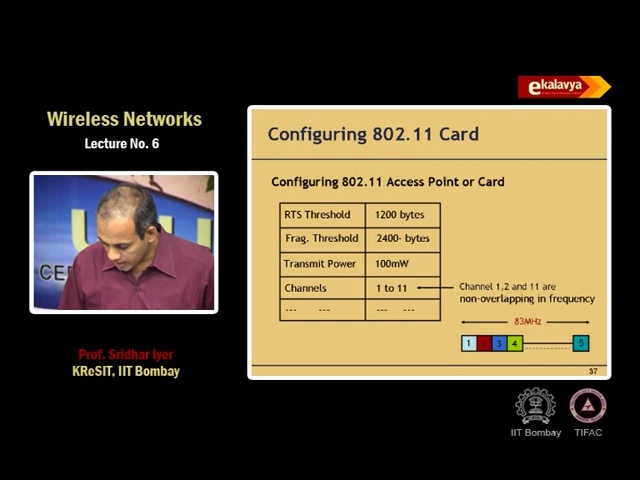 ekalavya
Wireless Networks
Lecture No. 6
Configuring 802.11 Card
Configuring 802.11 Access Point or Card
RTS Threshold 1200 bytes
Frag. Threshold 2400- bytes
Transmit Power 100mW
Channels 1 to 11
--- --- --- ---
Channel 1,2 and 11 are
non-overlapping in frequency
83MHz
1 2 3 4 5
37
CE
Prof. Sridhar Iyer
KReSIT, IIT Bombay
IIT Bombay TIFAC